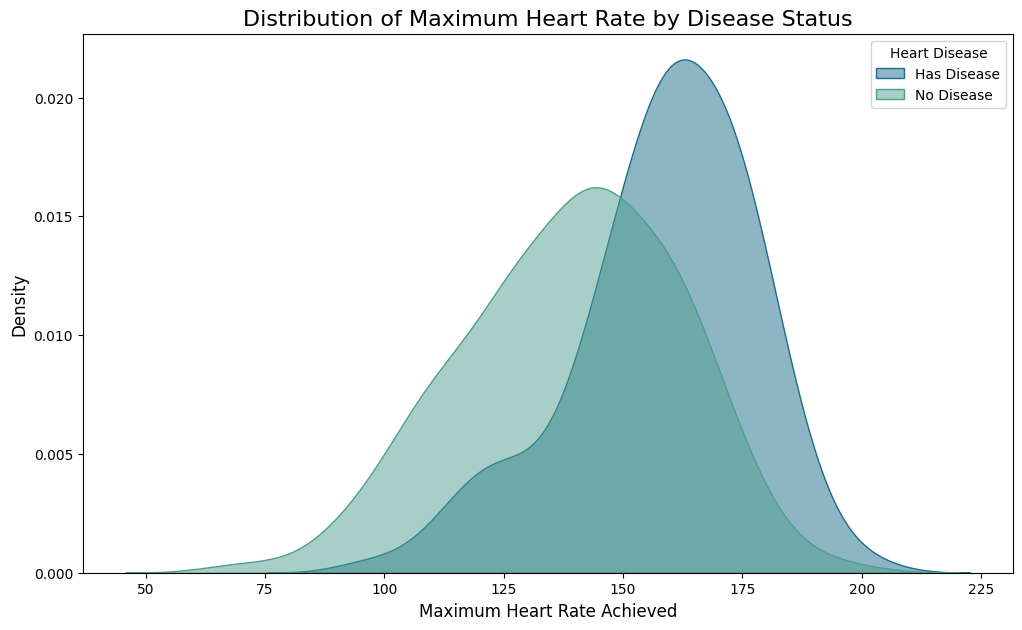 Distribution of Maximum Heart Rate by Disease Status
Heart Disease
Has Disease
No Disease
0.020
0.015
0.010
0.005
0.000
Density
50 75 100 125 150 175 200 225
Maximum Heart Rate Achieved